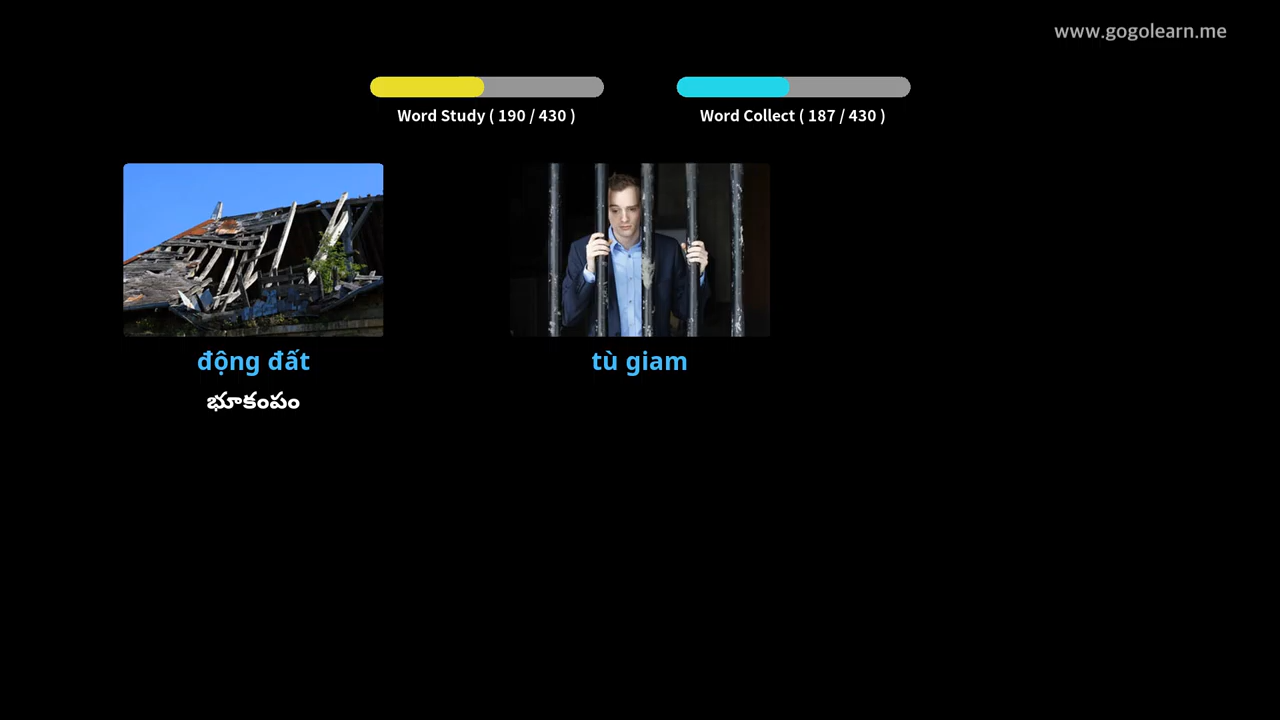 www.gogolearn.me
Word Study ( 190 / 430 )
Word Collect ( 187 / 430 )
động đất
tù giam
భూకంపం